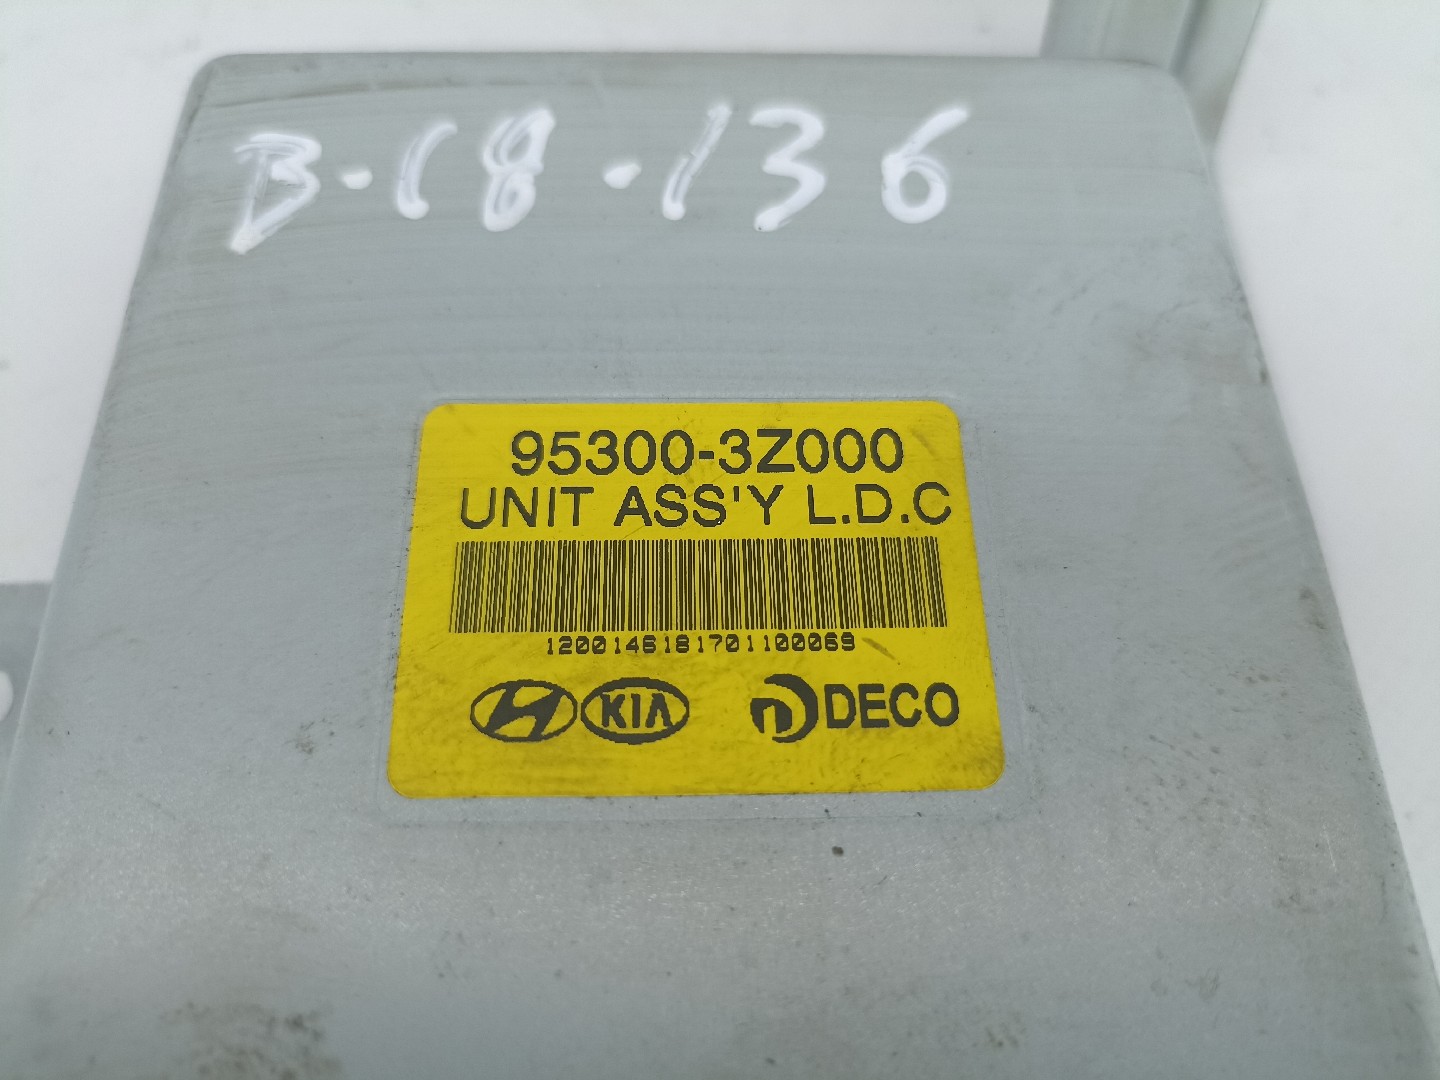 B-18-136
95300-3Z000
UNIT ASS'Y L.D.C
1200146181701100069
KIA DECO